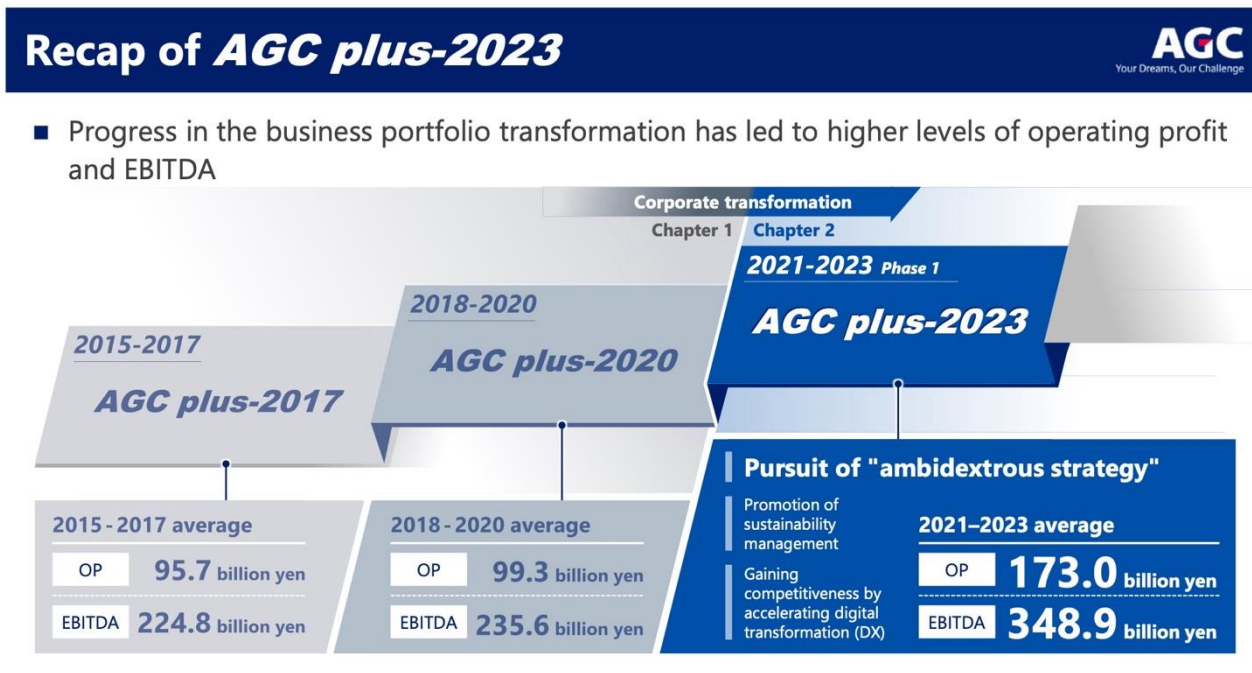 Recap of AGC plus-2023
AGC
Your Dreams, Our Challenge
■ Progress in the business portfolio transformation has led to higher levels of operating profit
and EBITDA
Corporate transformation
Chapter 1
Chapter 2
2015-2017
AGC plus-2017
2018-2020
AGC plus-2020
2021-2023 Phase 1
AGC plus-2023
2015-2017 average
OP 95.7 billion yen
EBITDA 224.8 billion yen
2018-2020 average
OP 99.3 billion yen
EBITDA 235.6 billion yen
Pursuit of "ambidextrous strategy"
Promotion of
sustainability
management
Gaining
competitiveness by
accelerating digital
transformation (DX)
2021–2023 average
OP 173.0 billion yen
EBITDA 348.9 billion yen